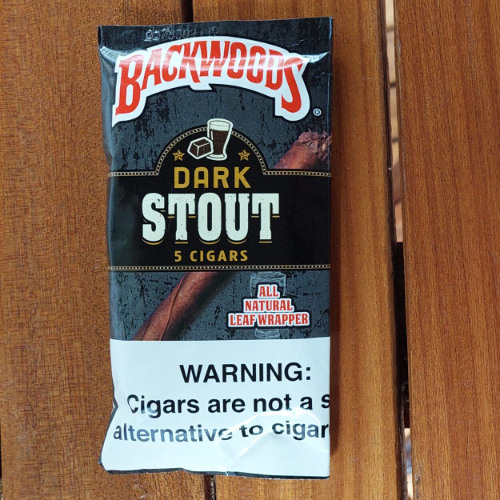 BACKWOODS®
DARK
STOUT
5 CIGARS
ALL
NATURAL
LEAF WRAPPER
WARNING:
Cigars are not a s
alternative to cigar